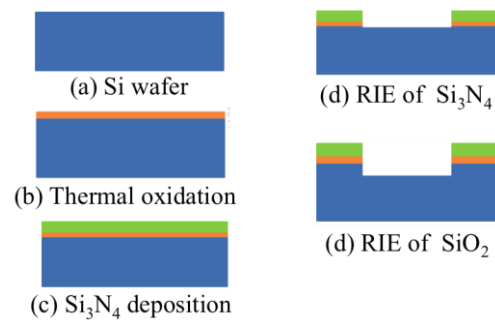 (a) Si wafer
(b) Thermal oxidation
(c) Si₃N₄ deposition
(d) RIE of Si₃N₄
(d) RIE of SiO₂